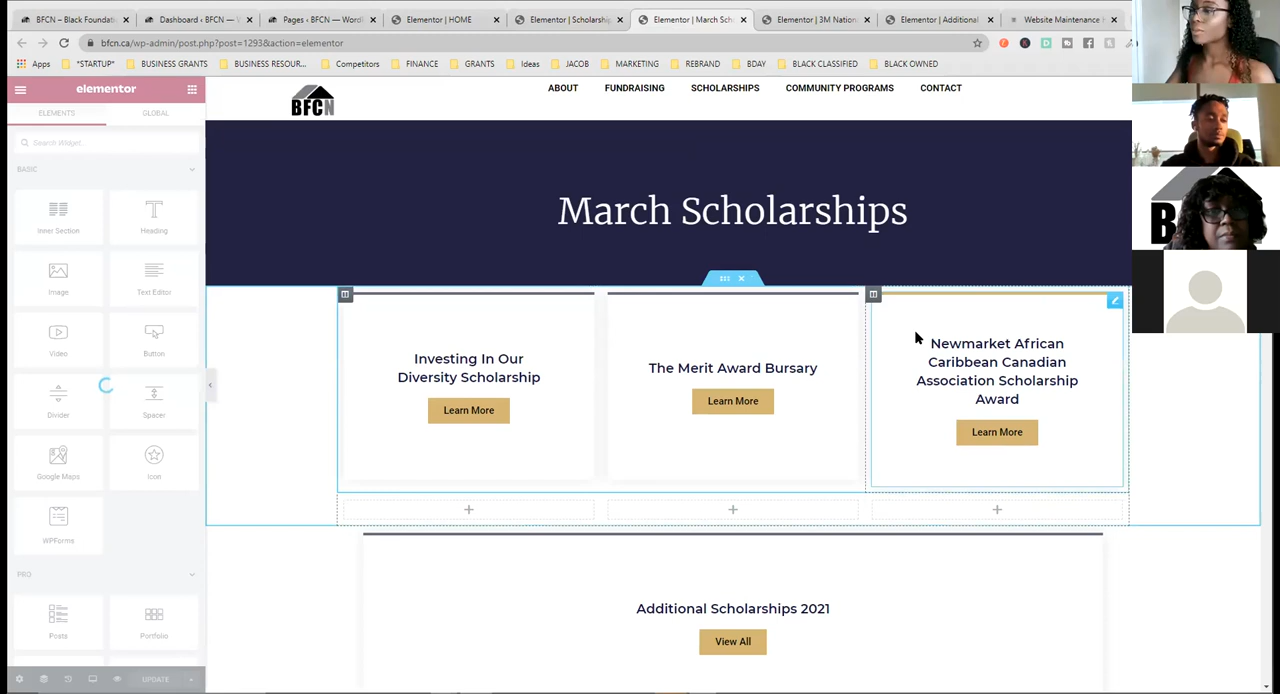 BFCN – Black Foundati
Dashboard ‹ BFCN —
Pages ‹ BFCN — Word
Elementor | HOME
Elementor | Scholarshi
Elementor | March Sch
Elementor | 3M Nation
Elementor | Additional
Website Maintenance
bfcn.ca/wp-admin/post.php?post=1293&action=elementor
Apps
"STARTUP"
BUSINESS GRANTS
BUSINESS RESOUR...
Competitors
FINANCE
GRANTS
Ideas
JACOB
MARKETING
REBRAND
BDAY
BLACK CLASSIFIED
BLACK OWNED
elementor
ELEMENTS
GLOBAL
Search Widget...
BASIC
Inner Section
Heading
Image
Text Editor
Video
Button
Divider
Spacer
Google Maps
Icon
WPForms
PRO
Posts
Portfolio
UPDATE
BFCN
ABOUT
FUNDRAISING
SCHOLARSHIPS
COMMUNITY PROGRAMS
CONTACT
March Scholarships
Investing In Our
Diversity Scholarship
Learn More
The Merit Award Bursary
Learn More
Newmarket African
Caribbean Canadian
Association Scholarship
Award
Learn More
Additional Scholarships 2021
View All